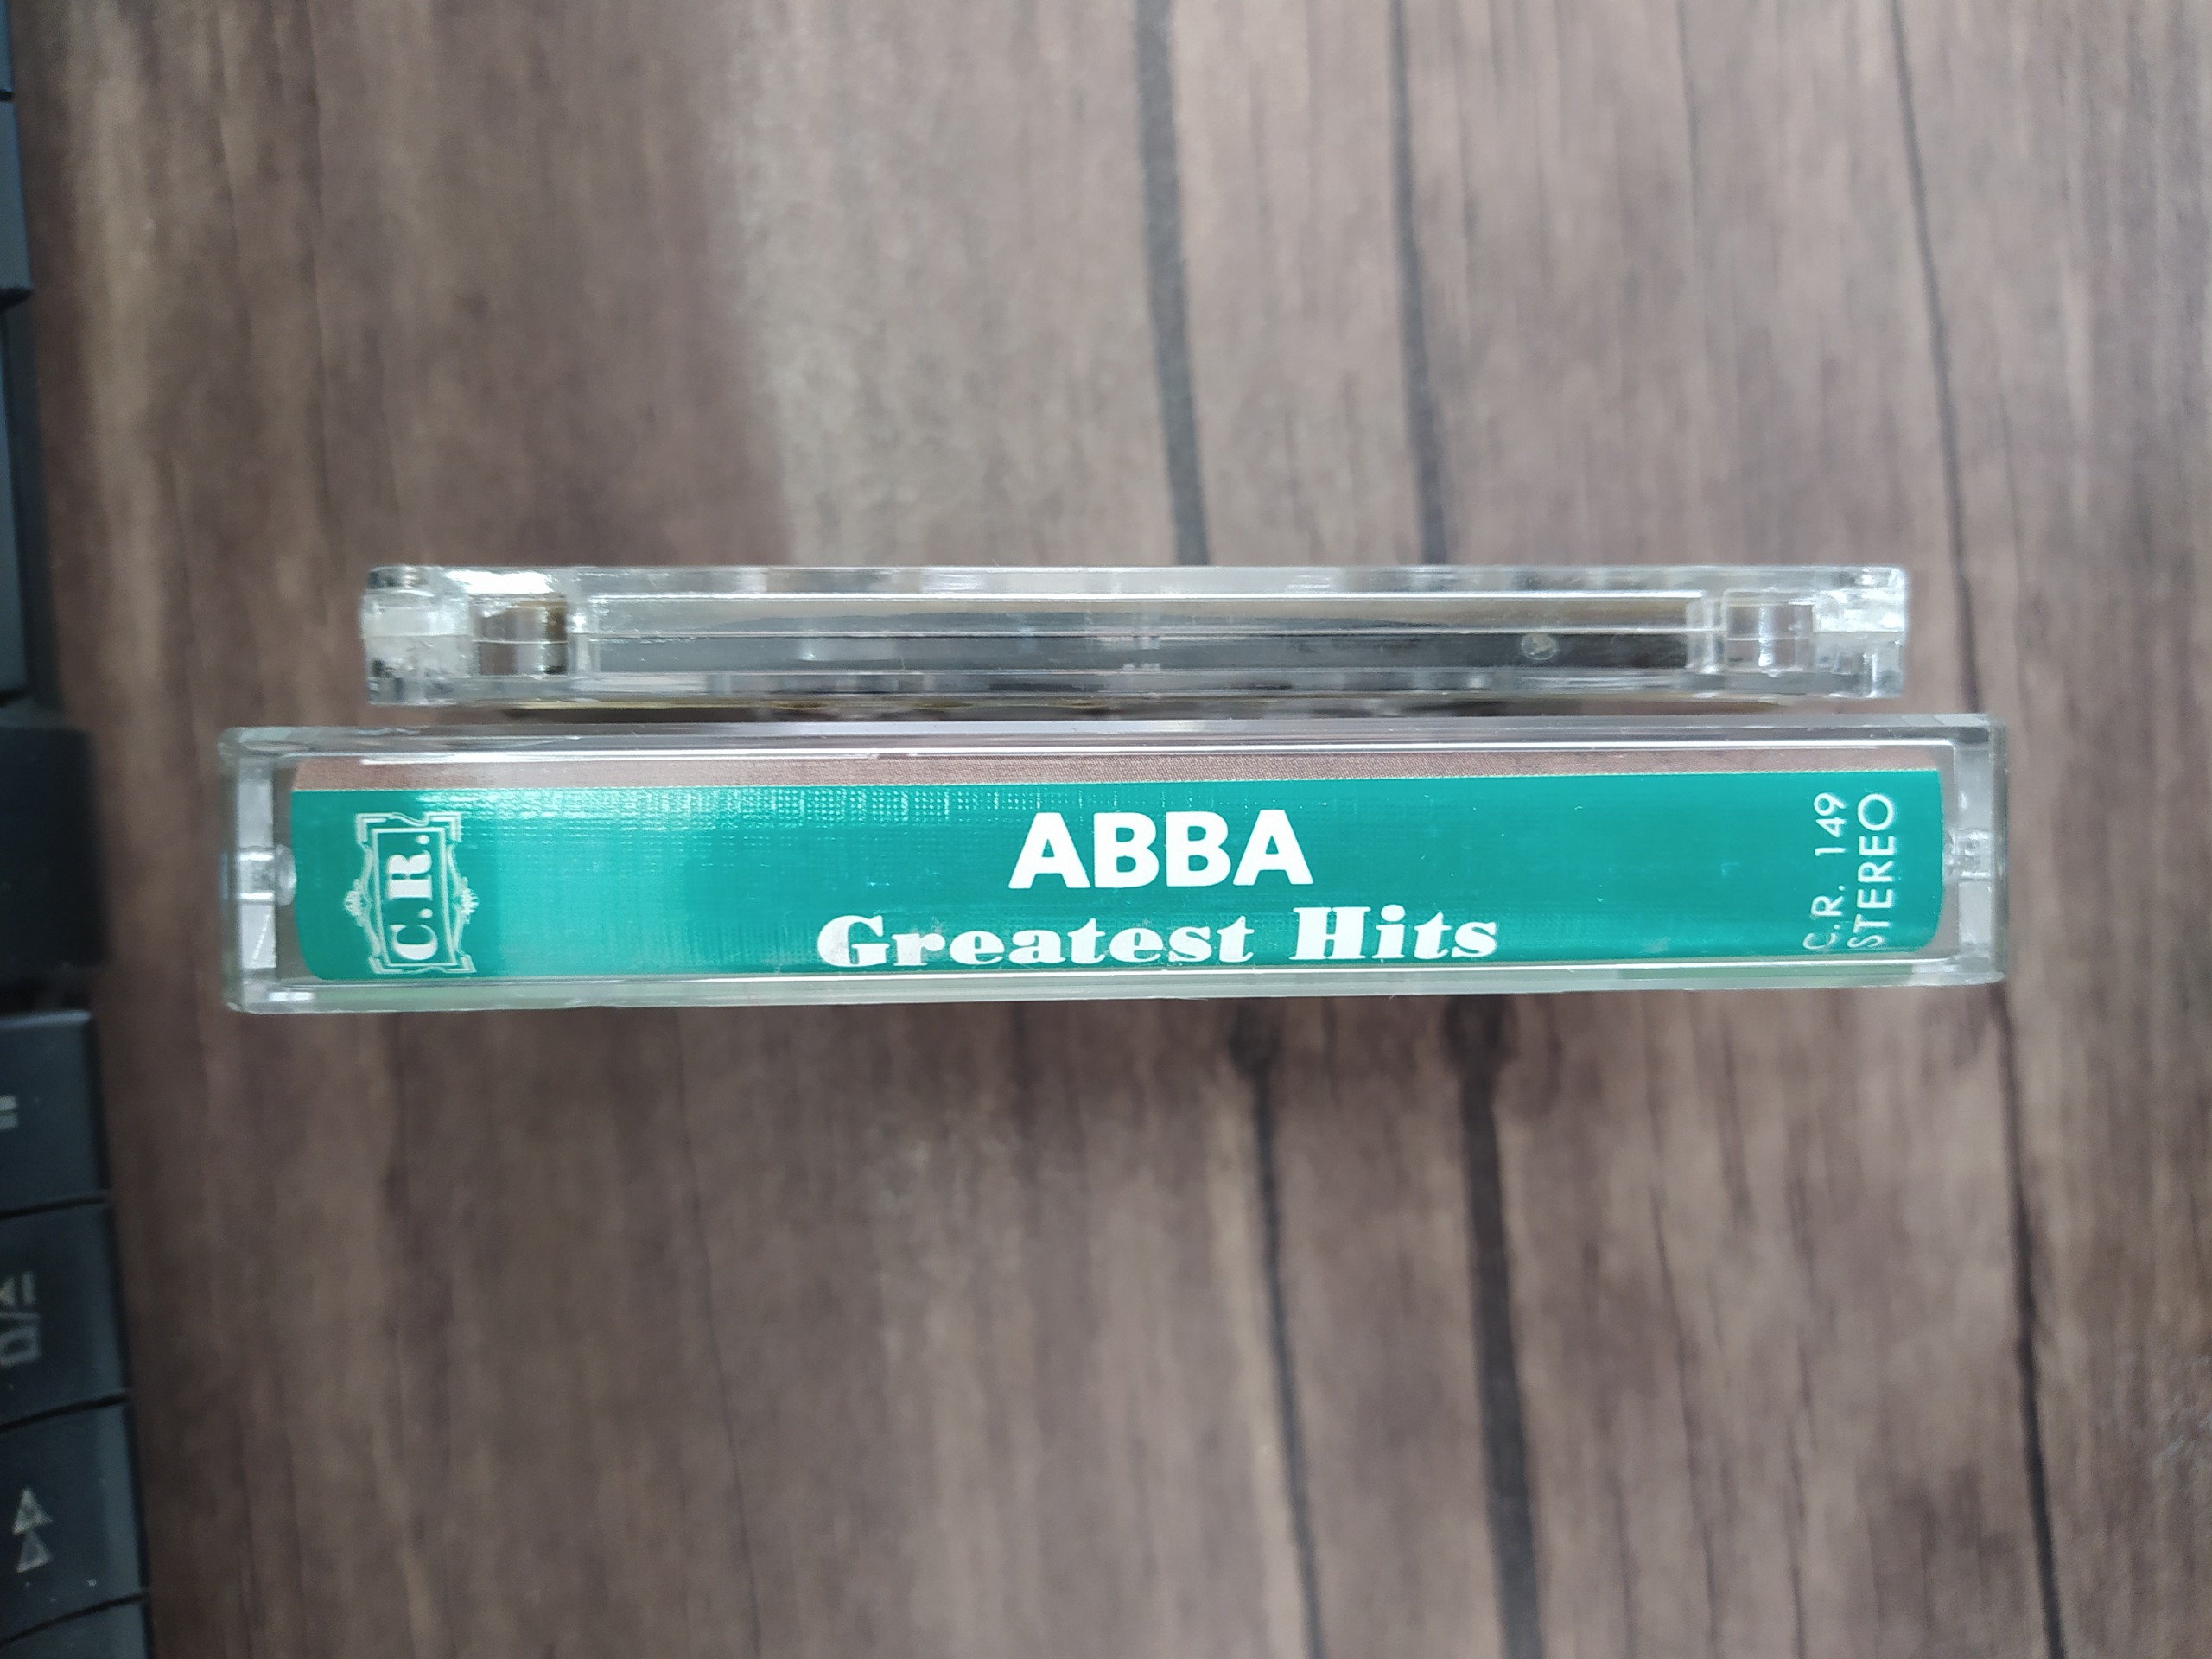 C.R.
ABBA
Greatest Hits
C.R. 149
STEREO